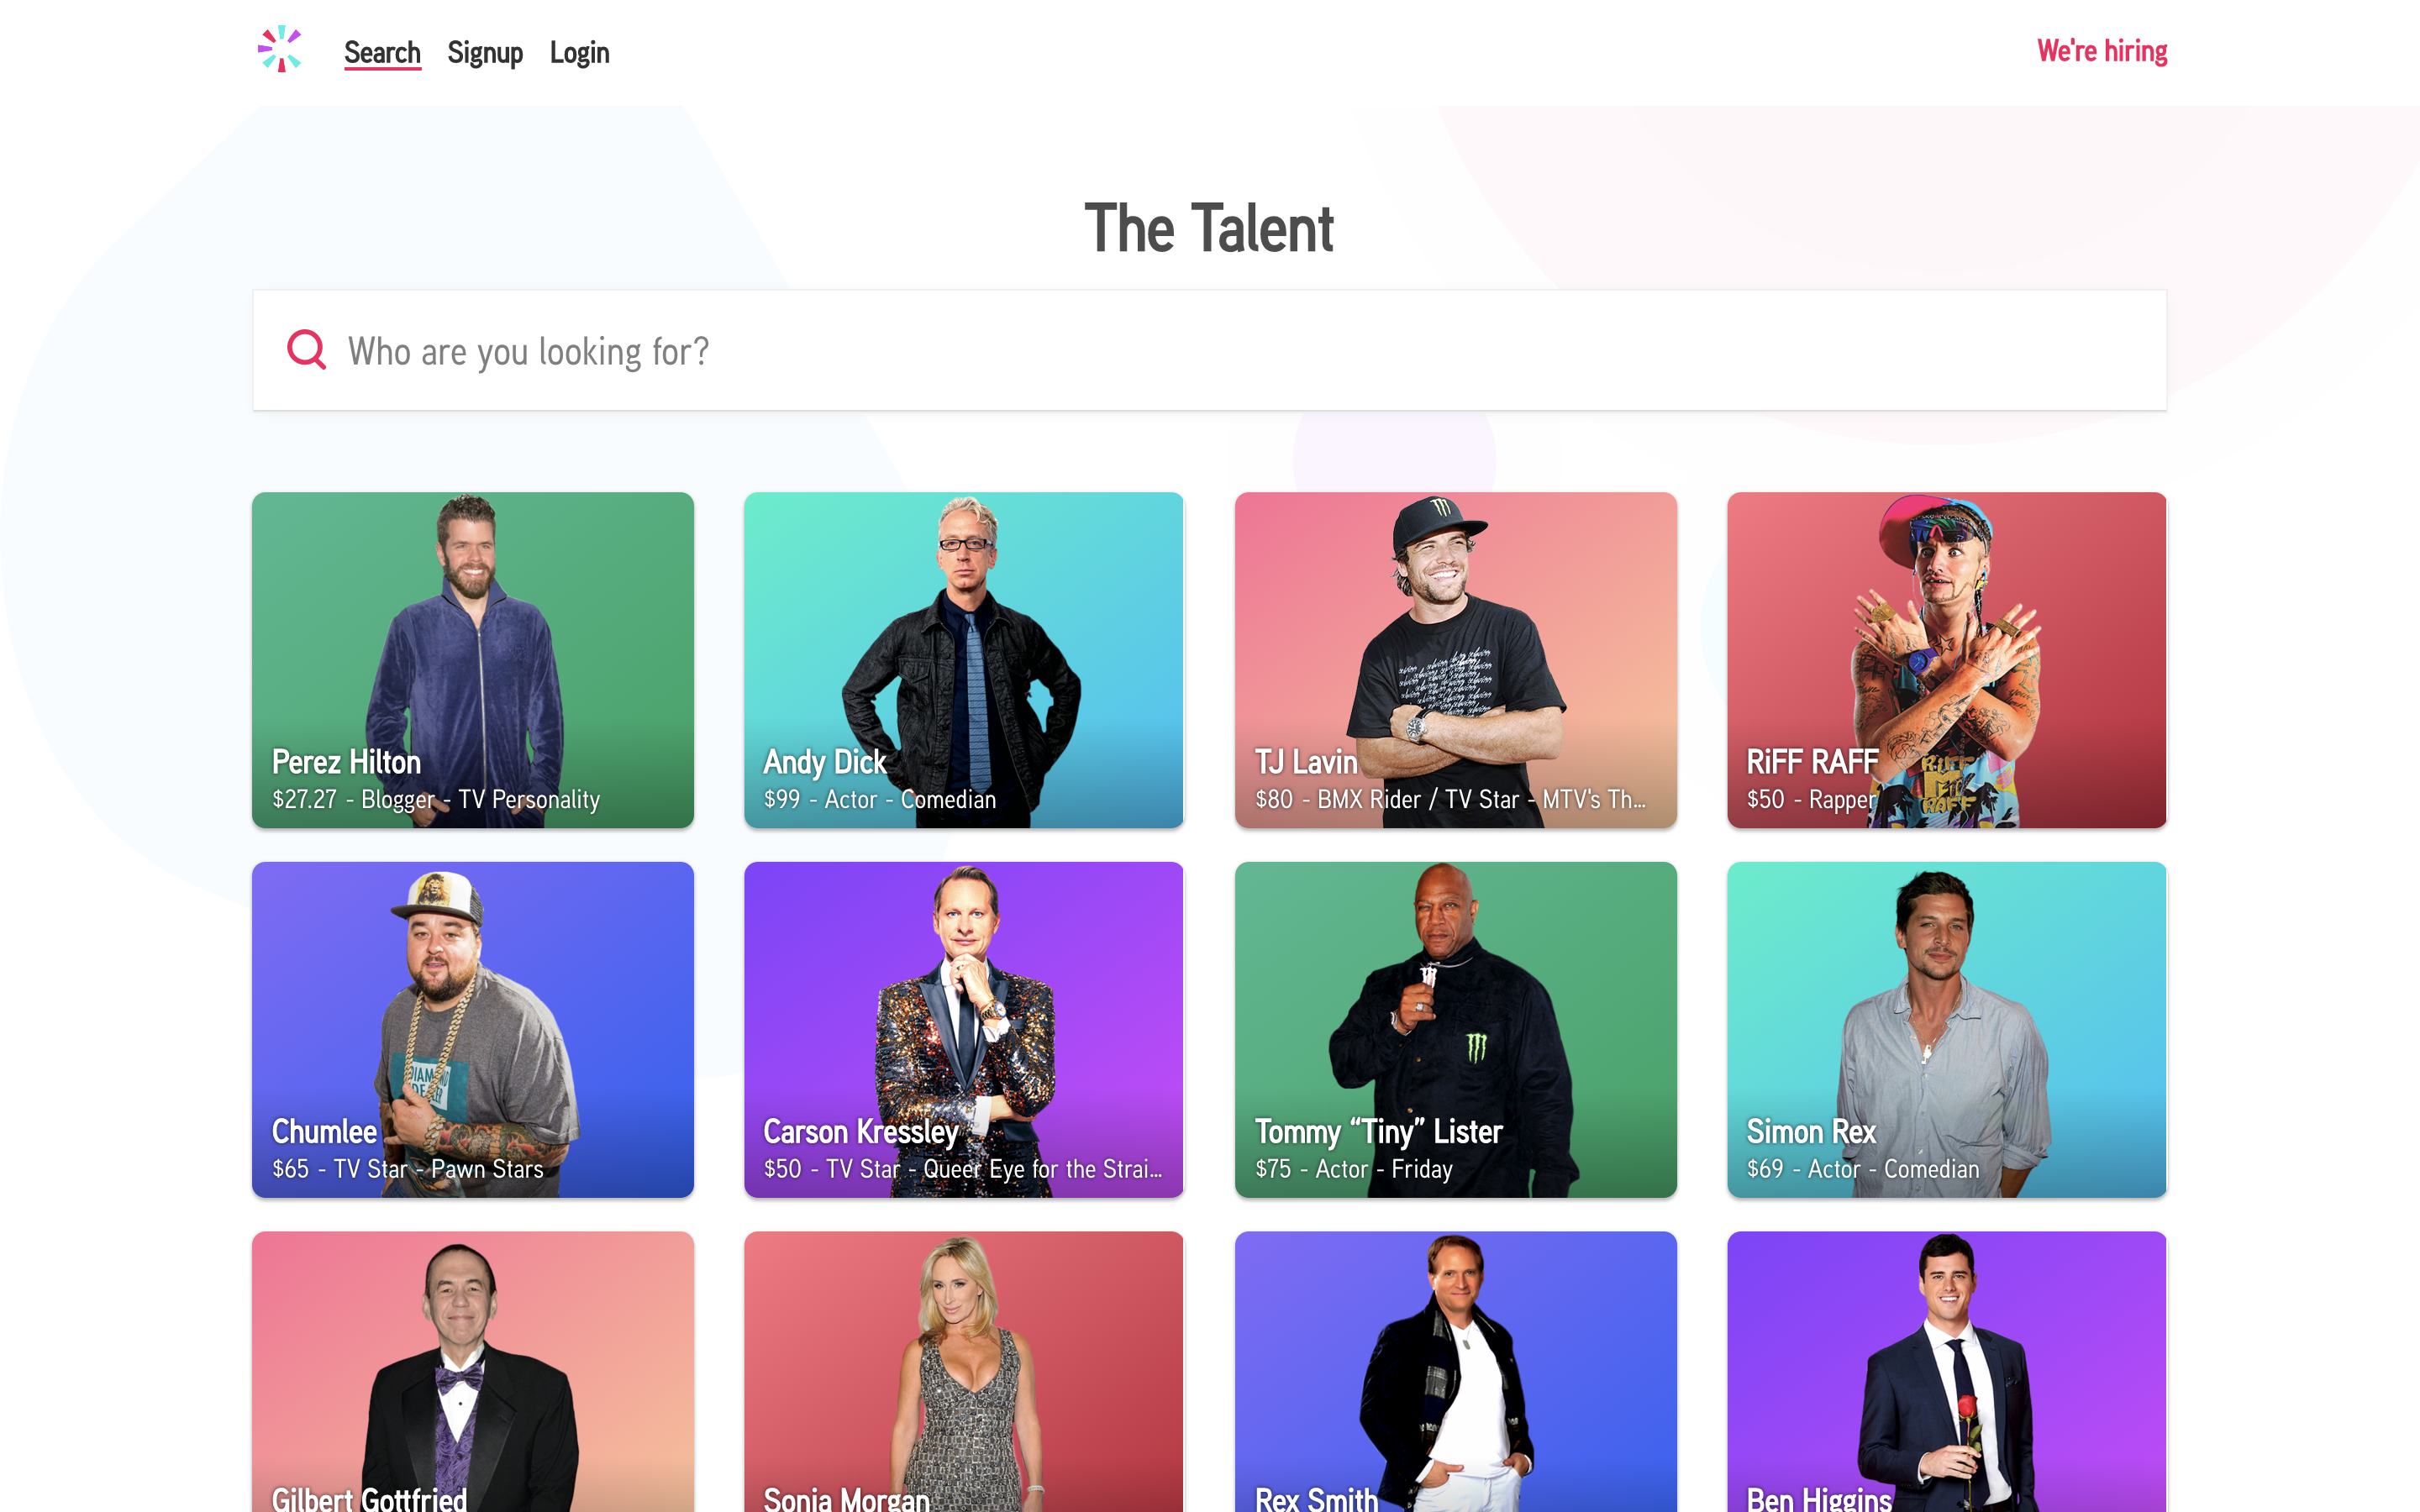 Search Signup Login We're hiring
The Talent
Who are you looking for?
Perez Hilton
$27.27 - Blogger - TV Personality
Andy Dick
$99 - Actor - Comedian
TJ Lavin
$80 - BMX Rider / TV Star - MTV's Th...
RiFF RAFF
$50 - Rapper
RiFF
RAFF
Chumlee
$65 - TV Star - Pawn Stars
Carson Kressley
$50 - TV Star - Queer Eye for the Strai...
Tommy “Tiny” Lister
$75 - Actor - Friday
Simon Rex
$69 - Actor - Comedian
Gilbert Gottfried
Sonja Morgan
Rex Smith
Ben Higgins